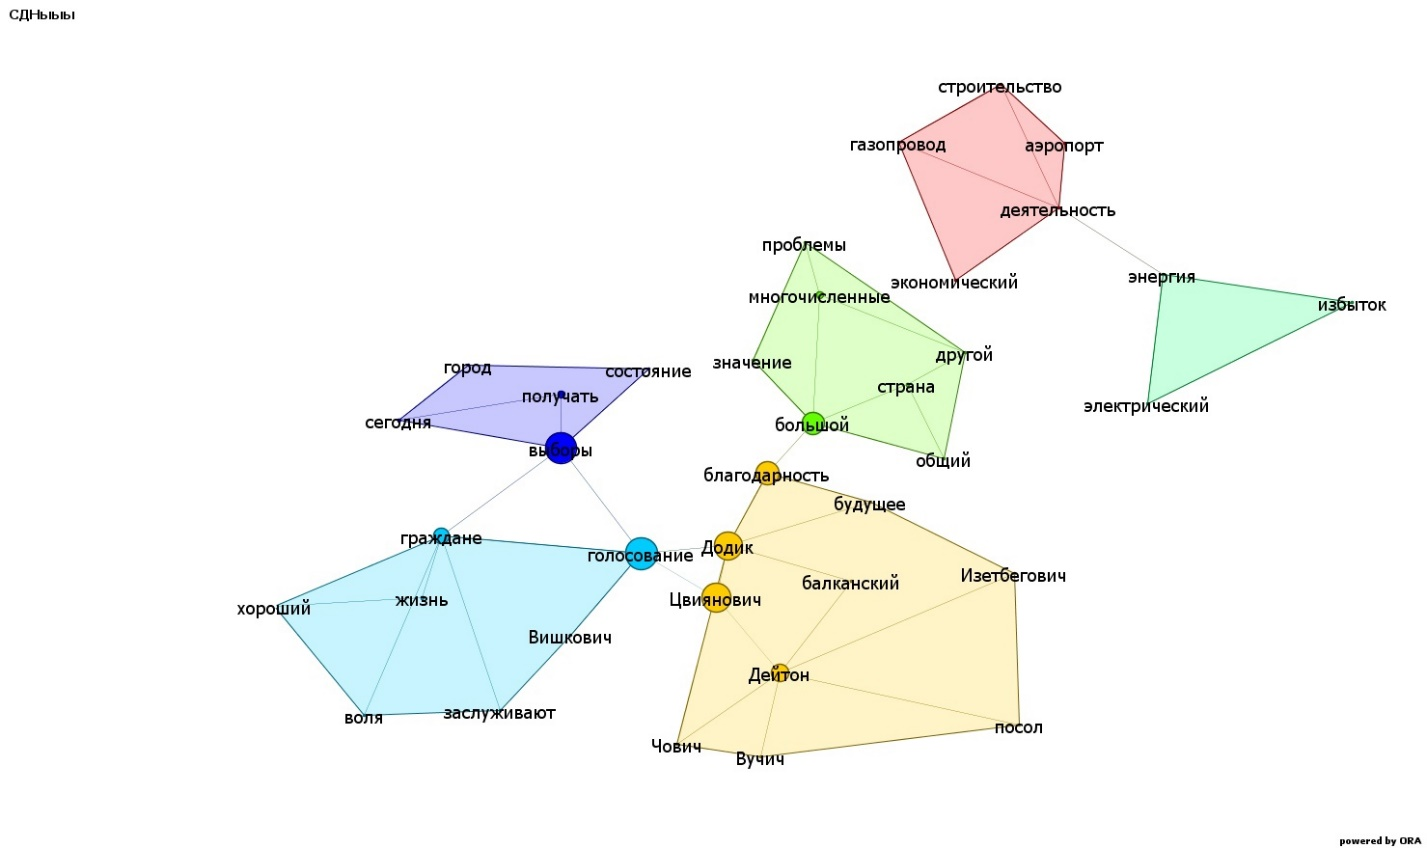 СДНыыы
строительство
газопровод
аэропорт
деятельность
проблемы
энергия
экономический
многочисленные
избыток
другой
значение
город
состояние
страна
получать
электрический
сегодня
большой
выборы
общий
благодарность
будущее
граждане
Додик
голосование
Изетбегович
балканский
жизнь
Цвиянович
хороший
Вишкович
Дейтон
заслуживают
воля
посол
Чович
Вучич
powered by ORA